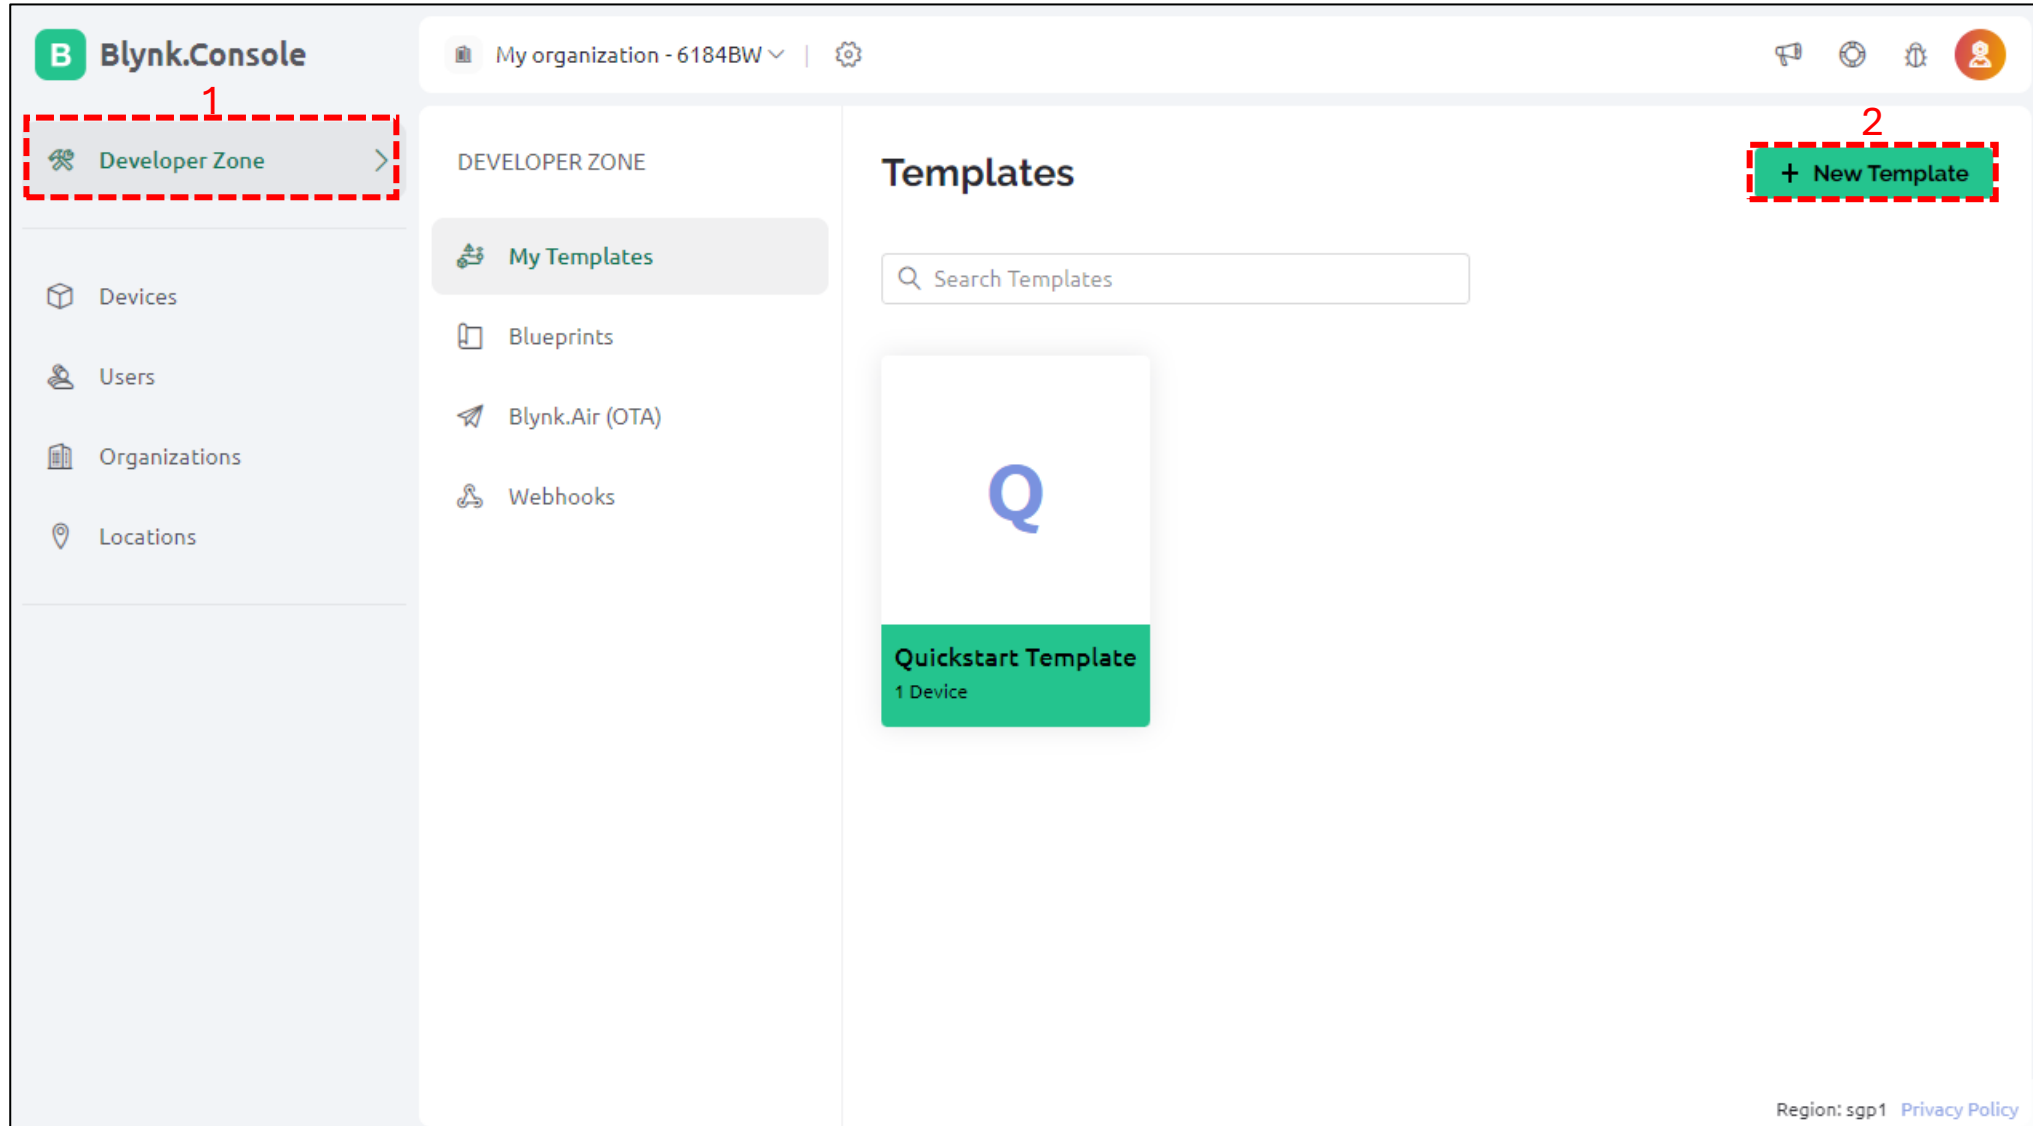 B Blynk.Console
My organization - 6184BW
1
Developer Zone
Devices
Users
Organizations
Locations
DEVELOPER ZONE
My Templates
Blueprints
Blynk.Air (OTA)
Webhooks
Templates
2
+ New Template
Search Templates
Q
Quickstart Template
1 Device
Region: sgp1 Privacy Policy